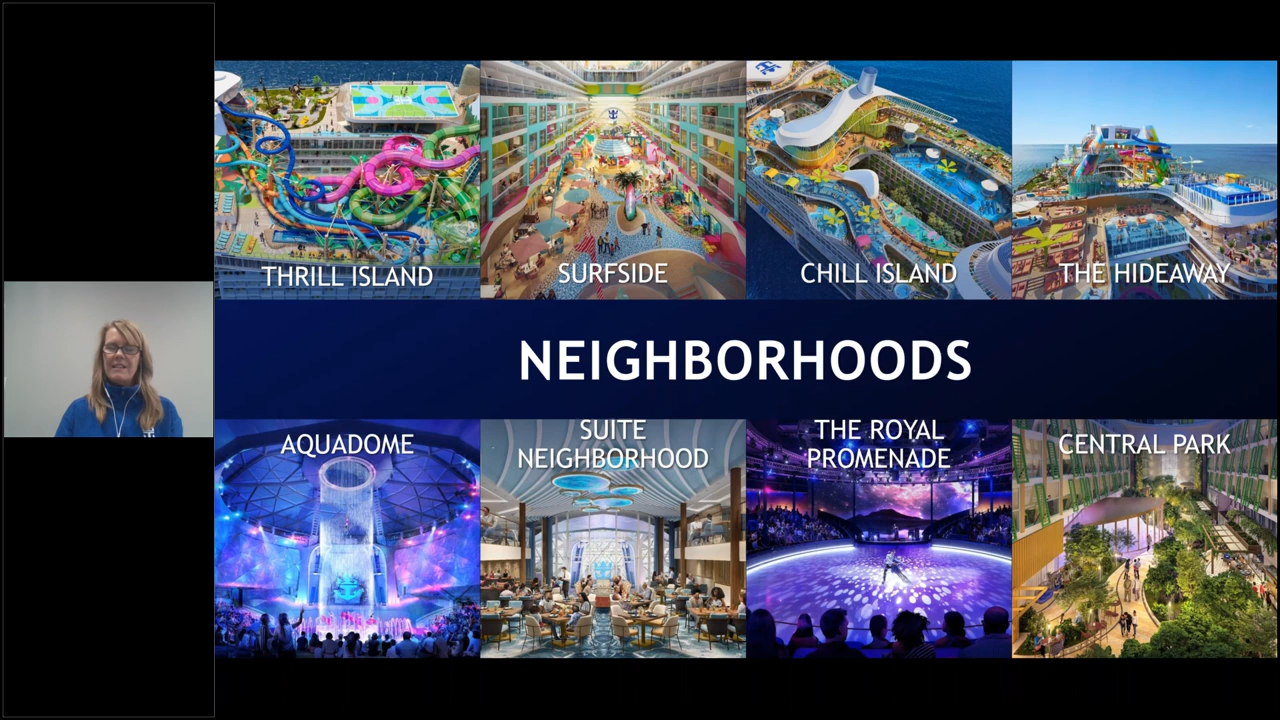 THRILL ISLAND
SURFSIDE
CHILL ISLAND
THE HIDEAWAY
NEIGHBORHOODS
AQUADOME
SUITE
NEIGHBORHOOD
THE ROYAL
PROMENADE
CENTRAL PARK